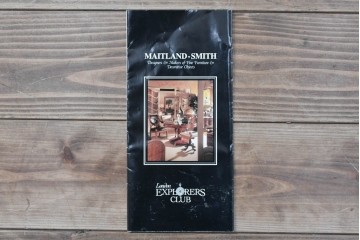 MAITLAND-SMITH
Designers & Makers of Fine Furniture &
Decorative Objects
London
EXPLORERS
CLUB